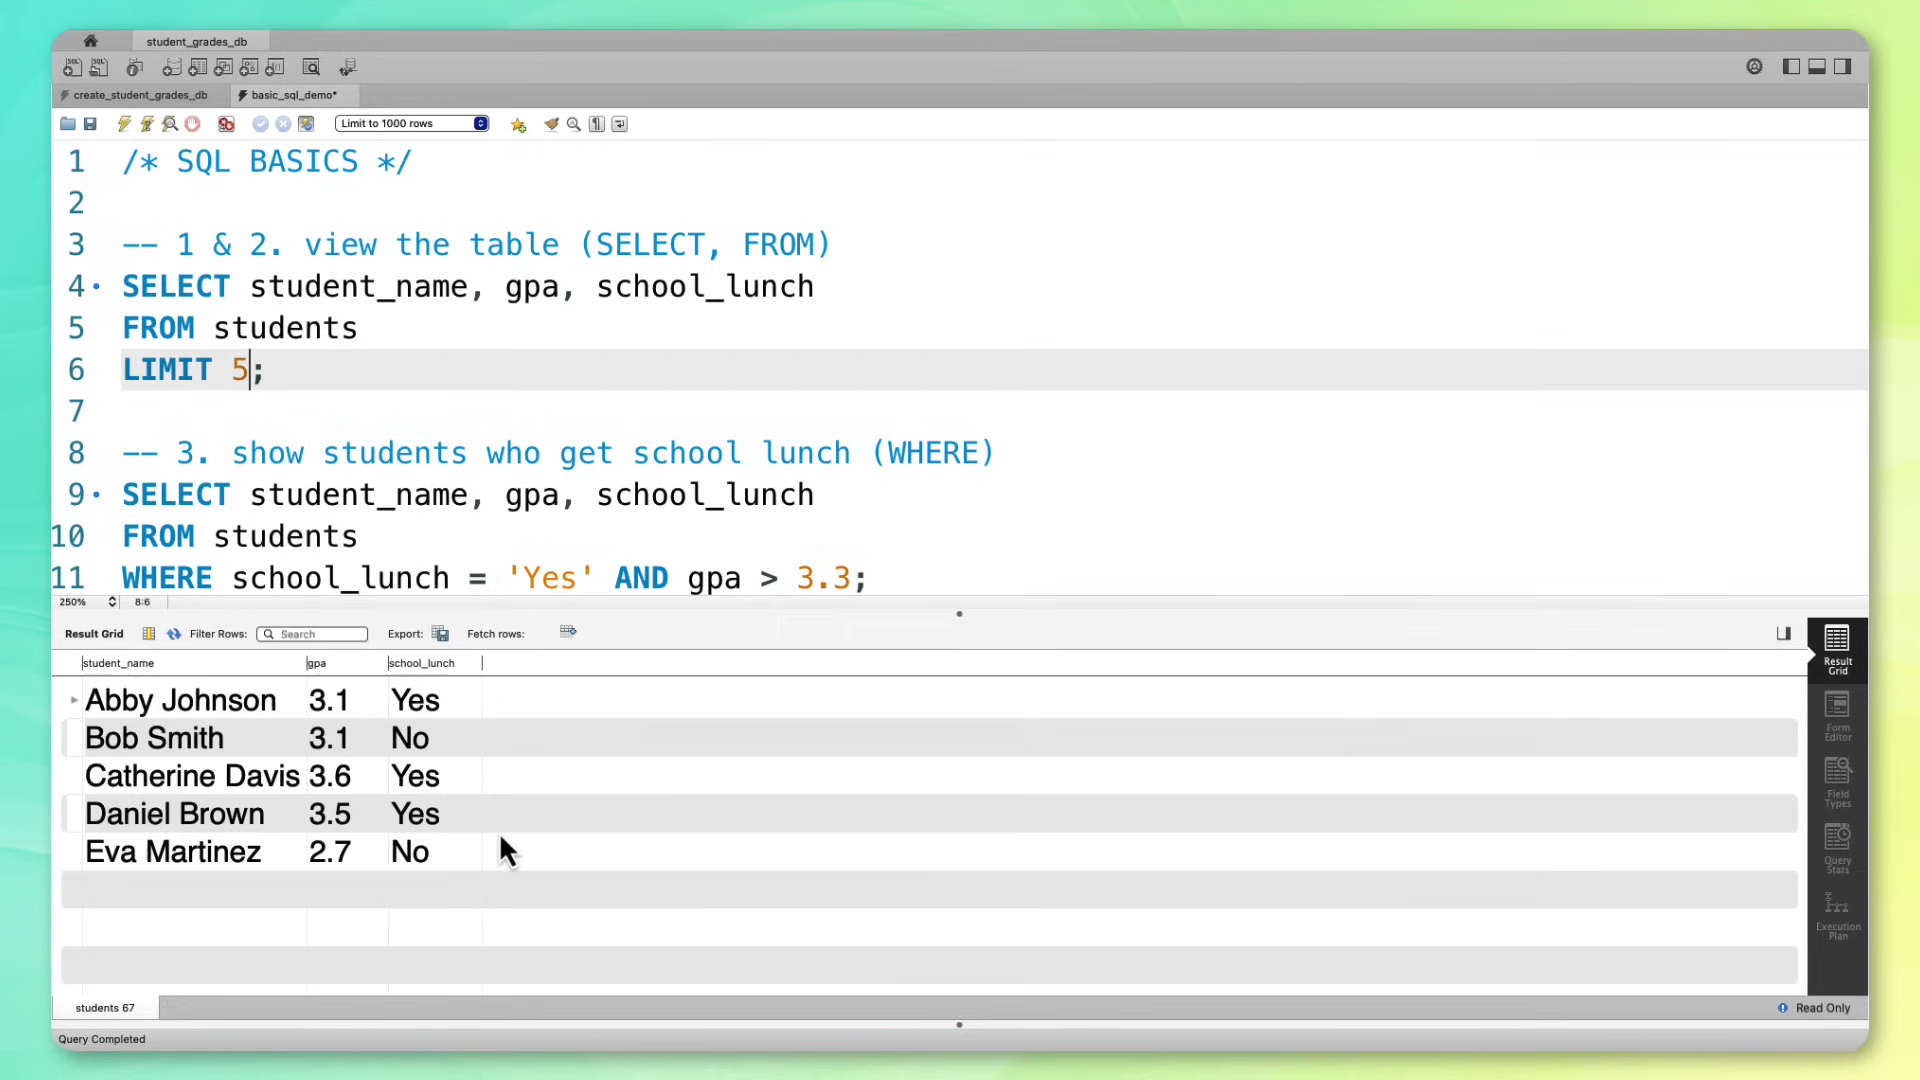 student_grades_db
create_student_grades_db
basic_sql_demo*
Limit to 1000 rows
1 /* SQL BASICS */
2
3 -- 1 & 2. view the table (SELECT, FROM)
4 SELECT student_name, gpa, school_lunch
5 FROM students
6 LIMIT 5;
7
8 -- 3. show students who get school lunch (WHERE)
9 SELECT student_name, gpa, school_lunch
10 FROM students
11 WHERE school_lunch = 'Yes' AND gpa > 3.3;
250% 8:6
Result Grid Filter Rows: Search Export: Fetch rows:
student_name gpa school_lunch
Abby Johnson 3.1 Yes
Bob Smith 3.1 No
Catherine Davis 3.6 Yes
Daniel Brown 3.5 Yes
Eva Martinez 2.7 No
Result
Grid
Form
Editor
Field
Types
Query
Stats
Execution
Plan
students 67
Read Only
Query Completed